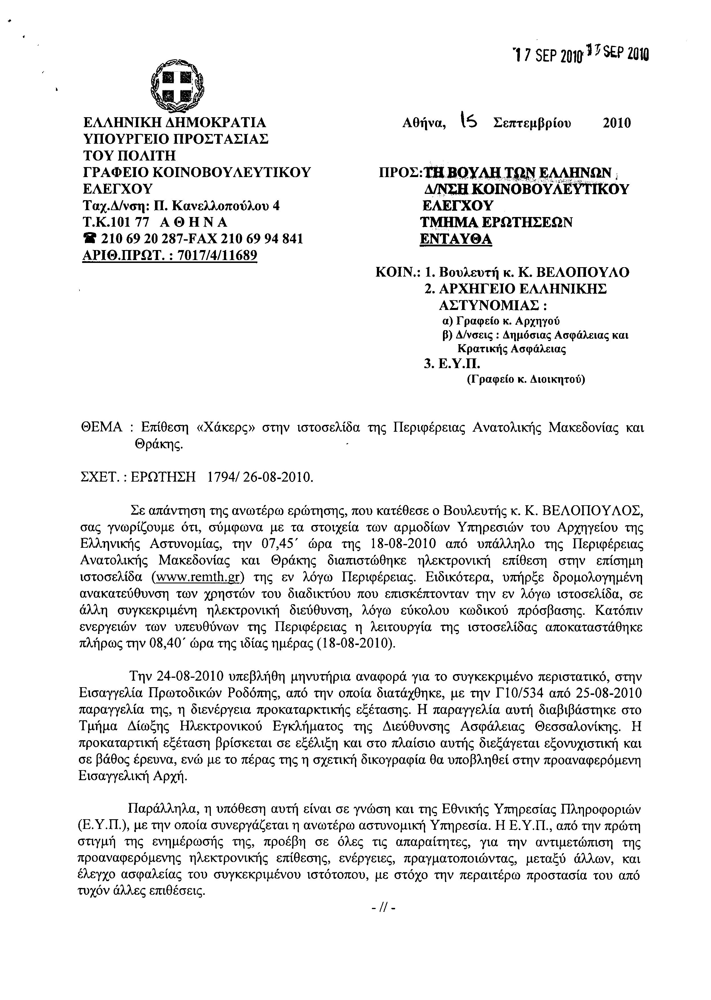 17 SEP 2010 17 SEP 2010
ΕΛΛΗΝΙΚΗ ΔΗΜΟΚΡΑΤΙΑ
ΥΠΟΥΡΓΕΙΟ ΠΡΟΣΤΑΣΙΑΣ
ΤΟΥ ΠΟΛΙΤΗ
ΓΡΑΦΕΙΟ ΚΟΙΝΟΒΟΥΛΕΥΤΙΚΟΥ
ΕΛΕΓΧΟΥ
Ταχ.Δ/νση: Π. Κανελλοπούλου 4
Τ.Κ.101 77 Α Θ Η Ν Α
☎ 210 69 20 287-FAX 210 69 94 841
ΑΡΙΘ.ΠΡΩΤ. : 7017/4/11689
Αθήνα, 15 Σεπτεμβρίου 2010
ΠΡΟΣ:ΤΗ ΒΟΥΛΗ ΤΩΝ ΕΛΛΗΝΩΝ
Δ/ΝΣΗ ΚΟΙΝΟΒΟΥΛΕΥΤΙΚΟΥ
ΕΛΕΓΧΟΥ
ΤΜΗΜΑ ΕΡΩΤΗΣΕΩΝ
ΕΝΤΑΥΘΑ
ΚΟΙΝ.: 1. Βουλευτή κ. Κ. ΒΕΛΟΠΟΥΛΟ
2. ΑΡΧΗΓΕΙΟ ΕΛΛΗΝΙΚΗΣ
ΑΣΤΥΝΟΜΙΑΣ :
α) Γραφείο κ. Αρχηγού
β) Δ/νσεις : Δημόσιας Ασφάλειας και
Κρατικής Ασφάλειας
3. Ε.Υ.Π.
(Γραφείο κ. Διοικητού)
ΘΕΜΑ : Επίθεση «Χάκερς» στην ιστοσελίδα της Περιφέρειας Ανατολικής Μακεδονίας και
Θράκης.
ΣΧΕΤ. : ΕΡΩΤΗΣΗ 1794/ 26-08-2010.
Σε απάντηση της ανωτέρω ερώτησης, που κατέθεσε ο Βουλευτής κ. Κ. ΒΕΛΟΠΟΥΛΟΣ,
σας γνωρίζουμε ότι, σύμφωνα με τα στοιχεία των αρμοδίων Υπηρεσιών του Αρχηγείου της
Ελληνικής Αστυνομίας, την 07,45΄ ώρα της 18-08-2010 από υπάλληλο της Περιφέρειας
Ανατολικής Μακεδονίας και Θράκης διαπιστώθηκε ηλεκτρονική επίθεση στην επίσημη
ιστοσελίδα (www.remth.gr) της εν λόγω Περιφέρειας. Ειδικότερα, υπήρξε δρομολογημένη
ανακατεύθυνση των χρηστών του διαδικτύου που επισκέπτονταν την εν λόγω ιστοσελίδα, σε
άλλη συγκεκριμένη ηλεκτρονική διεύθυνση, λόγω εύκολου κωδικού πρόσβασης. Κατόπιν
ενεργειών των υπευθύνων της Περιφέρειας η λειτουργία της ιστοσελίδας αποκαταστάθηκε
πλήρως την 08,40΄ ώρα της ιδίας ημέρας (18-08-2010).
Την 24-08-2010 υπεβλήθη μηνυτήρια αναφορά για το συγκεκριμένο περιστατικό, στην
Εισαγγελία Πρωτοδικών Ροδόπης, από την οποία διατάχθηκε, με την Γ10/534 από 25-08-2010
παραγγελία της, η διενέργεια προκαταρκτικής εξέτασης. Η παραγγελία αυτή διαβιβάστηκε στο
Τμήμα Δίωξης Ηλεκτρονικού Εγκλήματος της Διεύθυνσης Ασφάλειας Θεσσαλονίκης. Η
προκαταρτική εξέταση βρίσκεται σε εξέλιξη και στο πλαίσιο αυτής διεξάγεται εξονυχιστική και
σε βάθος έρευνα, ενώ με το πέρας της η σχετική δικογραφία θα υποβληθεί στην προαναφερόμενη
Εισαγγελική Αρχή.
Παράλληλα, η υπόθεση αυτή είναι σε γνώση και της Εθνικής Υπηρεσίας Πληροφοριών
(Ε.Υ.Π.), με την οποία συνεργάζεται η ανωτέρω αστυνομική Υπηρεσία. Η Ε.Υ.Π., από την πρώτη
στιγμή της ενημέρωσής της, προέβη σε όλες τις απαραίτητες, για την αντιμετώπιση της
προαναφερόμενης ηλεκτρονικής επίθεσης, ενέργειες, πραγματοποιώντας, μεταξύ άλλων, και
έλεγχο ασφαλείας του συγκεκριμένου ιστότοπου, με στόχο την περαιτέρω προστασία του από
τυχόν άλλες επιθέσεις.
- // -